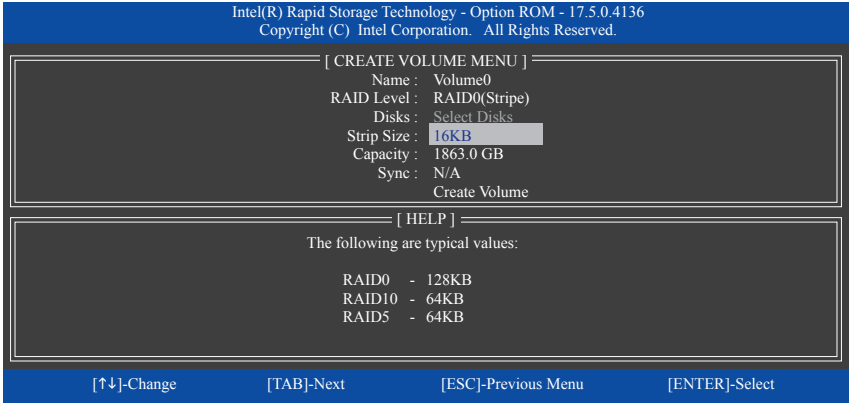 Intel(R) Rapid Storage Technology - Option ROM - 17.5.0.4136
Copyright (C) Intel Corporation. All Rights Reserved.
[ CREATE VOLUME MENU ]
Name : Volume0
RAID Level : RAID0(Stripe)
Disks : Select Disks
Strip Size : 16KB
Capacity : 1863.0 GB
Sync : N/A
Create Volume
[ HELP ]
The following are typical values:
RAID0 - 128KB
RAID10 - 64KB
RAID5 - 64KB
[↑↓]-Change [TAB]-Next [ESC]-Previous Menu [ENTER]-Select